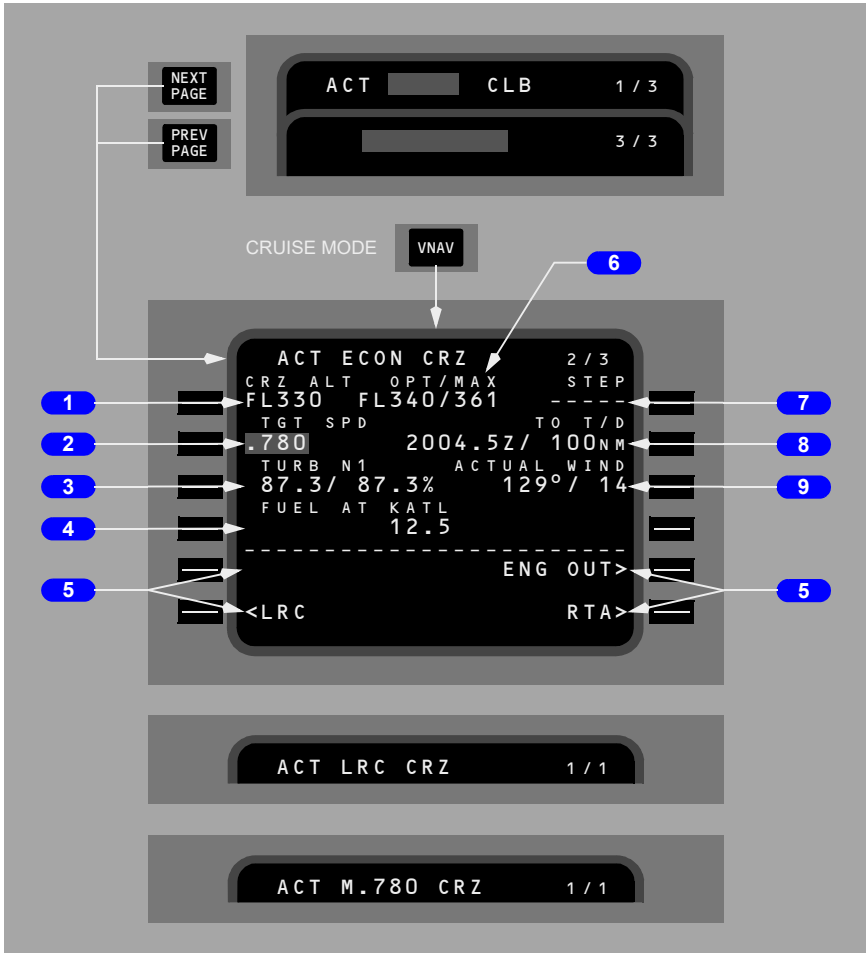 NEXT
PAGE
ACT CLB 1/3
PREV
PAGE
3/3
CRUISE MODE
VNAV
6
ACT ECON CRZ 2/3
CRZ ALT OPT/MAX STEP
1 FL330 FL340/361 ----- 7
TGT SPD TO T/D
2 .780 2004.5Z/ 100NM 8
TURB N1 ACTUAL WIND
3 87.3/ 87.3% 129°/ 14 9
FUEL AT KATL
4 12.5
--------------------------
ENG OUT>
5 5
<LRC RTA>
ACT LRC CRZ 1/1
ACT M.780 CRZ 1/1